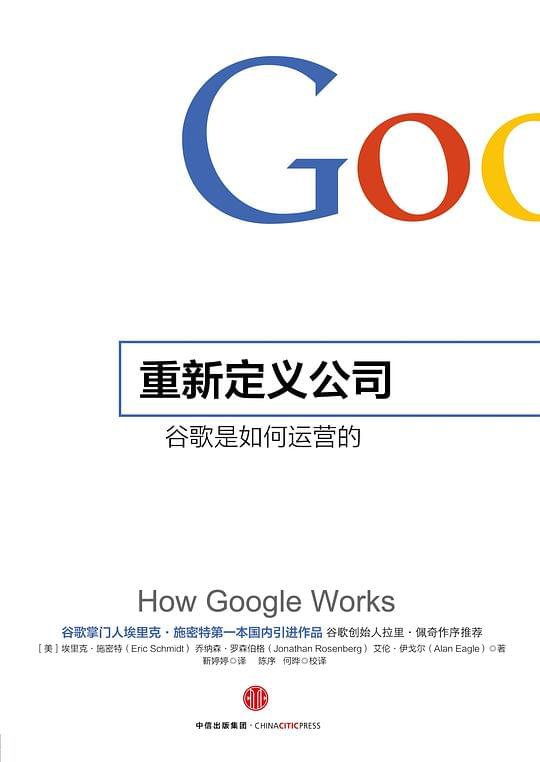 Goo
重新定义公司
谷歌是如何运营的
How Google Works
谷歌掌门人埃里克·施密特第一本国内引进作品 谷歌创始人拉里·佩奇作序推荐
[美] 埃里克·施密特（Eric Schmidt） 乔纳森·罗森伯格（Jonathan Rosenberg） 艾伦·伊戈尔（Alan Eagle）◎著
靳婷婷◎译 陈序 何晔◎校译
中信出版集团·CHINACITICPRESS